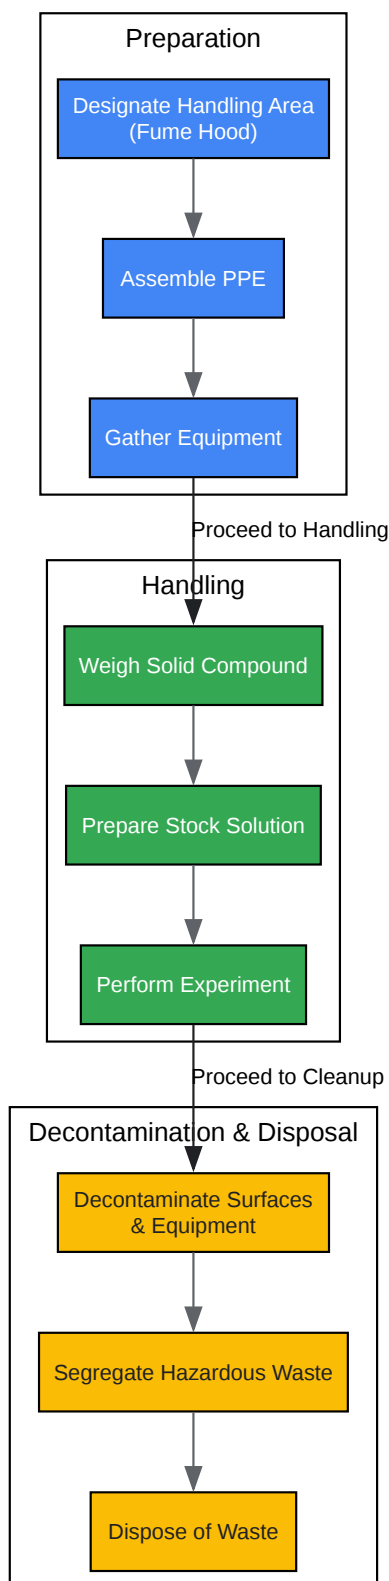 Preparation
Designate Handling Area
(Fume Hood)
Assemble PPE
Gather Equipment
Proceed to Handling
Handling
Weigh Solid Compound
Prepare Stock Solution
Perform Experiment
Proceed to Cleanup
Decontamination & Disposal
Decontaminate Surfaces
& Equipment
Segregate Hazardous Waste
Dispose of Waste